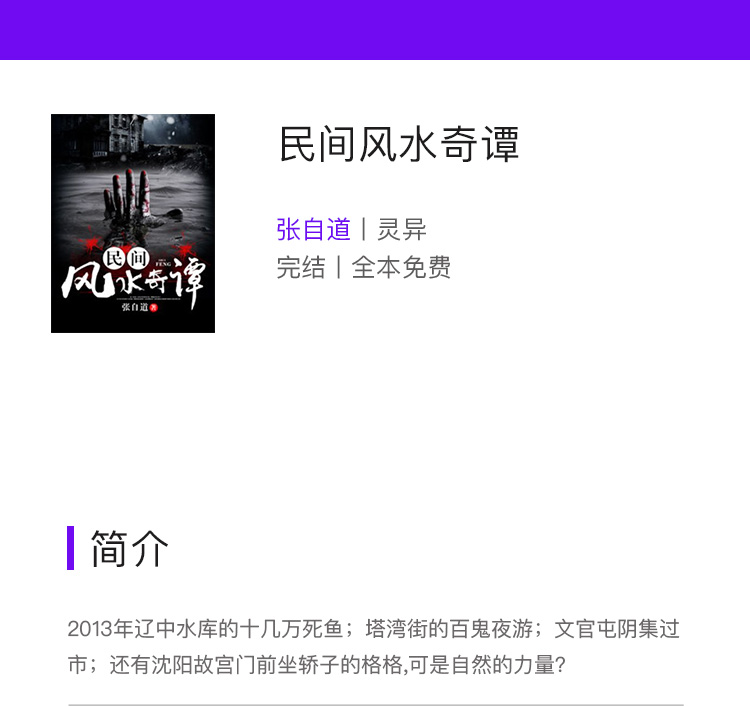 民间
风水奇谭
张自道 著
民间风水奇谭
张自道丨灵异
完结丨全本免费
简介
2013年辽中水库的十几万死鱼；塔湾街的百鬼夜游；文官屯阴集过
市；还有沈阳故宫门前坐轿子的格格,可是自然的力量?